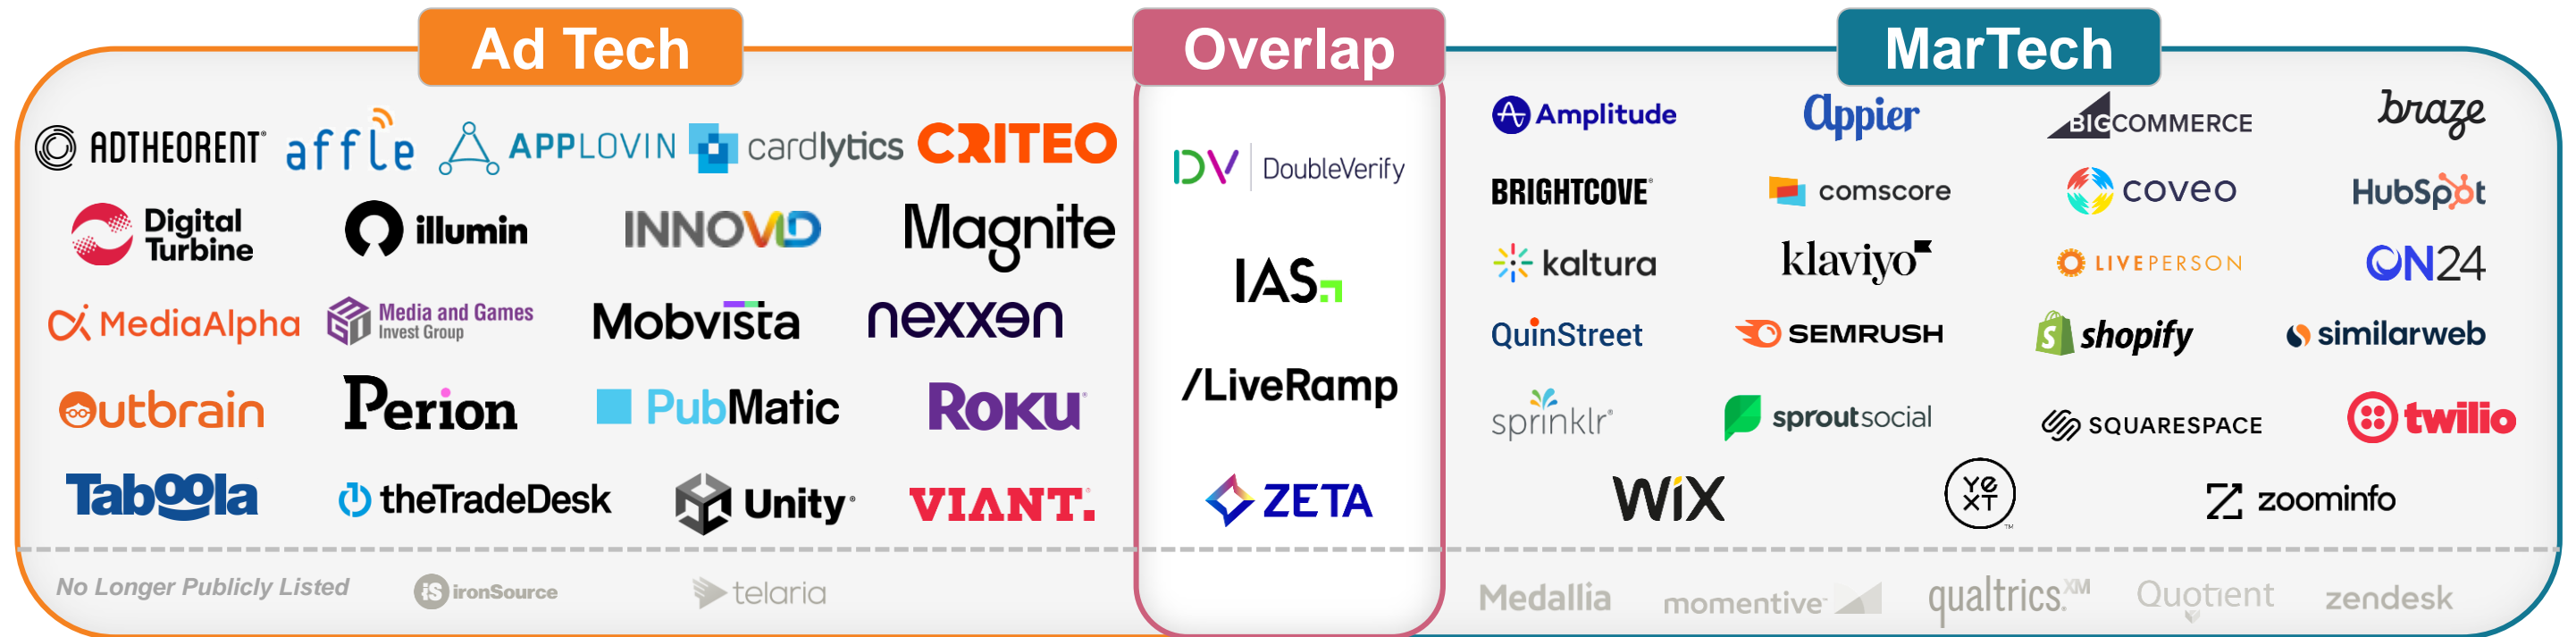 Ad Tech
Overlap
MarTech
ADTHEORENT®
affle
APPLOVIN
cardlytics
CRITEO
Digital
Turbine
illumin
INNOVID
Magnite
MediaAlpha
Media and Games
Invest Group
Mobvista
nexxen
Outbrain
Perion
PubMatic
ROKU
Taboola
theTradeDesk
Unity®
VIANT.
DV DoubleVerify
IAS
/LiveRamp
ZETA
Amplitude
appier
BIGCOMMERCE
braze
BRIGHTCOVE®
comscore
coveo
HubSpot
kaltura
klaviyo
LIVEPERSON
ON24
QuinStreet
SEMRUSH
shopify
similarweb
sprinklr®
sproutsocial
SQUARESPACE
twilio
WiX
YEXT™
zoominfo
No Longer Publicly Listed
iS ironSource
telaria
Medallia
momentive
qualtrics.XM
Quotient
zendesk